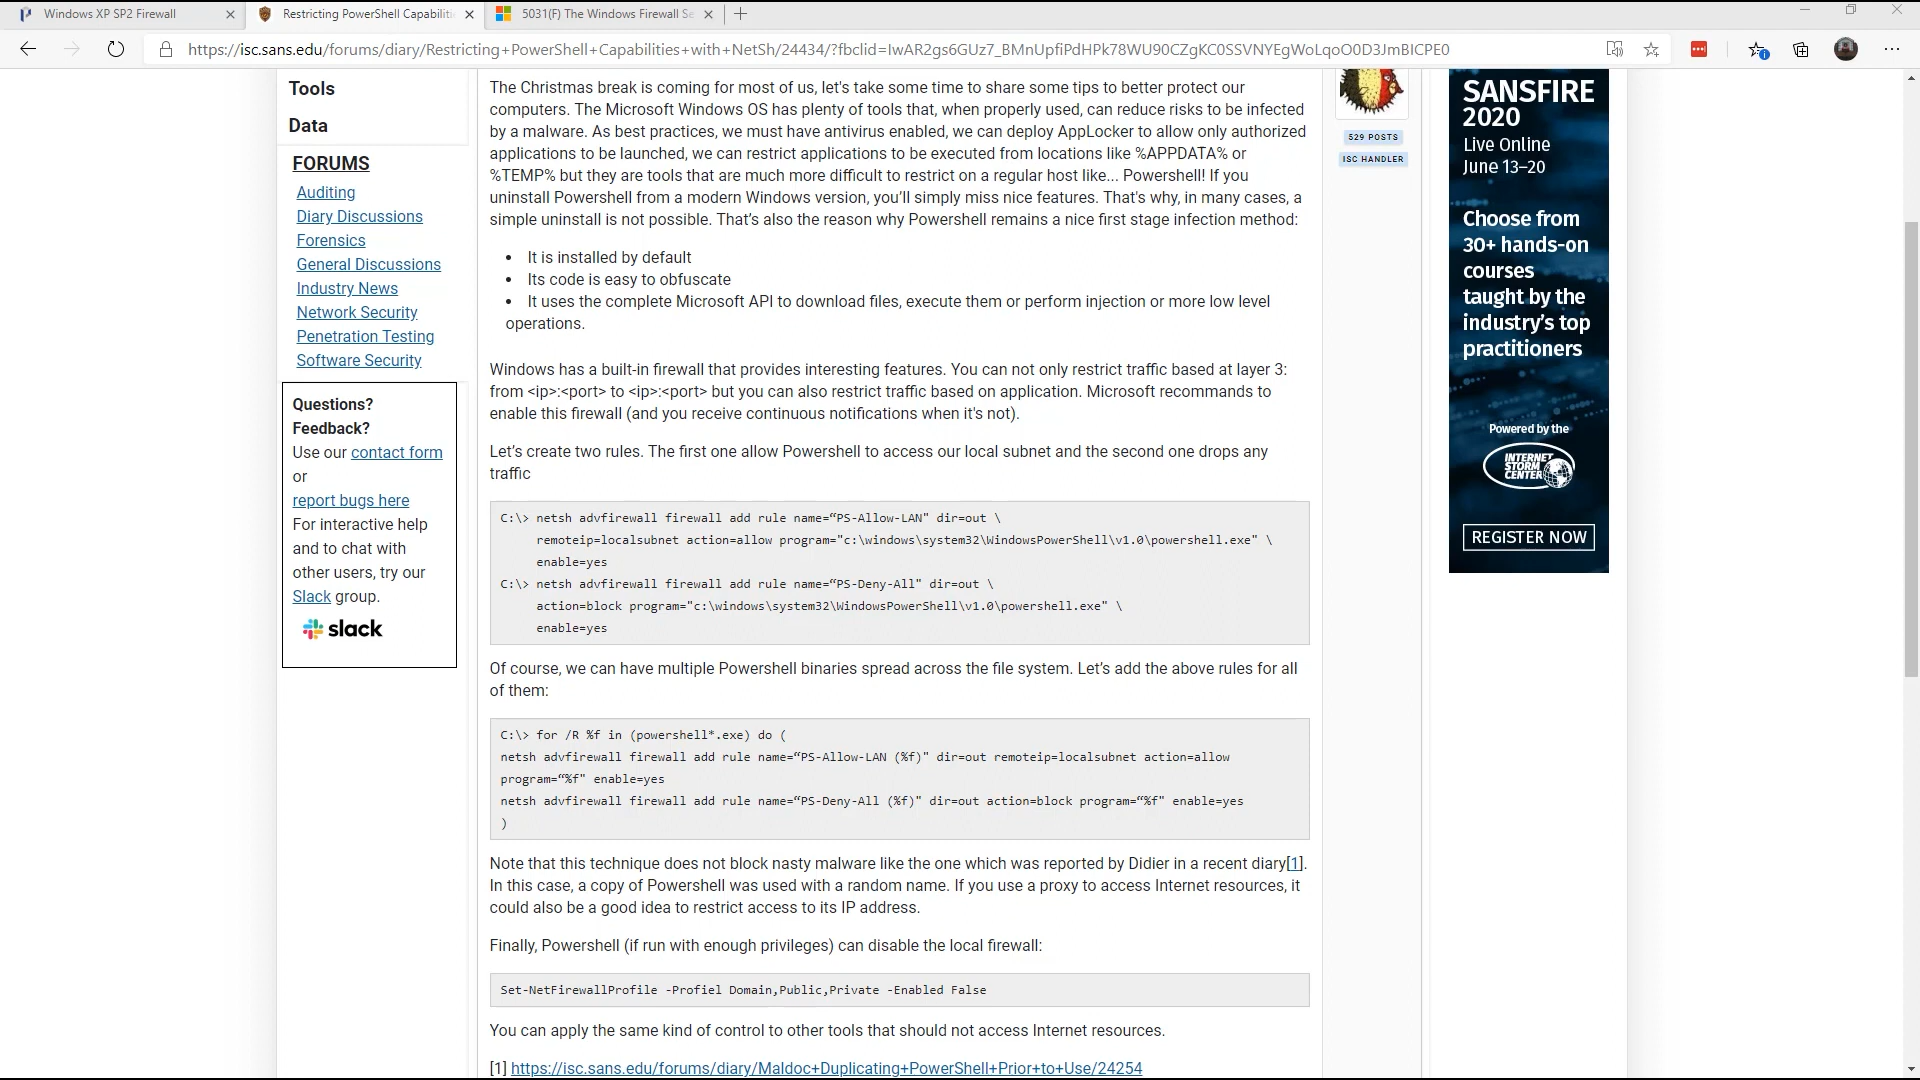 Windows XP SP2 Firewall
Restricting PowerShell Capabiliti
5031(F) The Windows Firewall Se
https://isc.sans.edu/forums/diary/Restricting+PowerShell+Capabilities+with+NetSh/24434/?fbclid=IwAR2gs6GUz7_BMnUpfiPdHPk78WU90CZgKC0SSVNYEgWoLqoO0D3JmBICPE0
Tools
Data
FORUMS
Auditing
Diary Discussions
Forensics
General Discussions
Industry News
Network Security
Penetration Testing
Software Security
Questions?
Feedback?
Use our contact form
or
report bugs here
For interactive help
and to chat with
other users, try our
Slack group.
slack
The Christmas break is coming for most of us, let's take some time to share some tips to better protect our
computers. The Microsoft Windows OS has plenty of tools that, when properly used, can reduce risks to be infected
by a malware. As best practices, we must have antivirus enabled, we can deploy AppLocker to allow only authorized
applications to be launched, we can restrict applications to be executed from locations like %APPDATA% or
%TEMP% but they are tools that are much more difficult to restrict on a regular host like... Powershell! If you
uninstall Powershell from a modern Windows version, you’ll simply miss nice features. That's why, in many cases, a
simple uninstall is not possible. That’s also the reason why Powershell remains a nice first stage infection method:
• It is installed by default
• Its code is easy to obfuscate
• It uses the complete Microsoft API to download files, execute them or perform injection or more low level
operations.
Windows has a built-in firewall that provides interesting features. You can not only restrict traffic based at layer 3:
from <ip>:<port> to <ip>:<port> but you can also restrict traffic based on application. Microsoft recommands to
enable this firewall (and you receive continuous notifications when it's not).
Let’s create two rules. The first one allow Powershell to access our local subnet and the second one drops any
traffic
C:\> netsh advfirewall firewall add rule name=“PS-Allow-LAN" dir=out \
remoteip=localsubnet action=allow program="c:\windows\system32\WindowsPowerShell\v1.0\powershell.exe" \
enable=yes
C:\> netsh advfirewall firewall add rule name=“PS-Deny-All" dir=out \
action=block program="c:\windows\system32\WindowsPowerShell\v1.0\powershell.exe" \
enable=yes
Of course, we can have multiple Powershell binaries spread across the file system. Let’s add the above rules for all
of them:
C:\> for /R %f in (powershell*.exe) do (
netsh advfirewall firewall add rule name=“PS-Allow-LAN (%f)" dir=out remoteip=localsubnet action=allow
program=“%f" enable=yes
netsh advfirewall firewall add rule name=“PS-Deny-All (%f)" dir=out action=block program=“%f" enable=yes
)
Note that this technique does not block nasty malware like the one which was reported by Didier in a recent diary[1].
In this case, a copy of Powershell was used with a random name. If you use a proxy to access Internet resources, it
could also be a good idea to restrict access to its IP address.
Finally, Powershell (if run with enough privileges) can disable the local firewall:
Set-NetFirewallProfile -Profiel Domain,Public,Private -Enabled False
You can apply the same kind of control to other tools that should not access Internet resources.
[1] https://isc.sans.edu/forums/diary/Maldoc+Duplicating+PowerShell+Prior+to+Use/24254
529 POSTS
ISC HANDLER
SANSFIRE
2020
Live Online
June 13–20
Choose from
30+ hands-on
courses
taught by the
industry’s top
practitioners
Powered by the
INTERNET
STORM
CENTER
REGISTER NOW